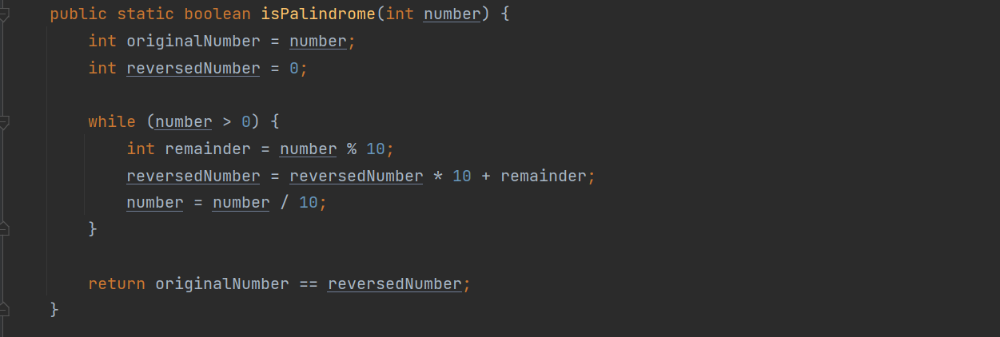 public static boolean isPalindrome(int number) {
int originalNumber = number;
int reversedNumber = 0;
while (number > 0) {
int remainder = number % 10;
reversedNumber = reversedNumber * 10 + remainder;
number = number / 10;
}
return originalNumber == reversedNumber;
}